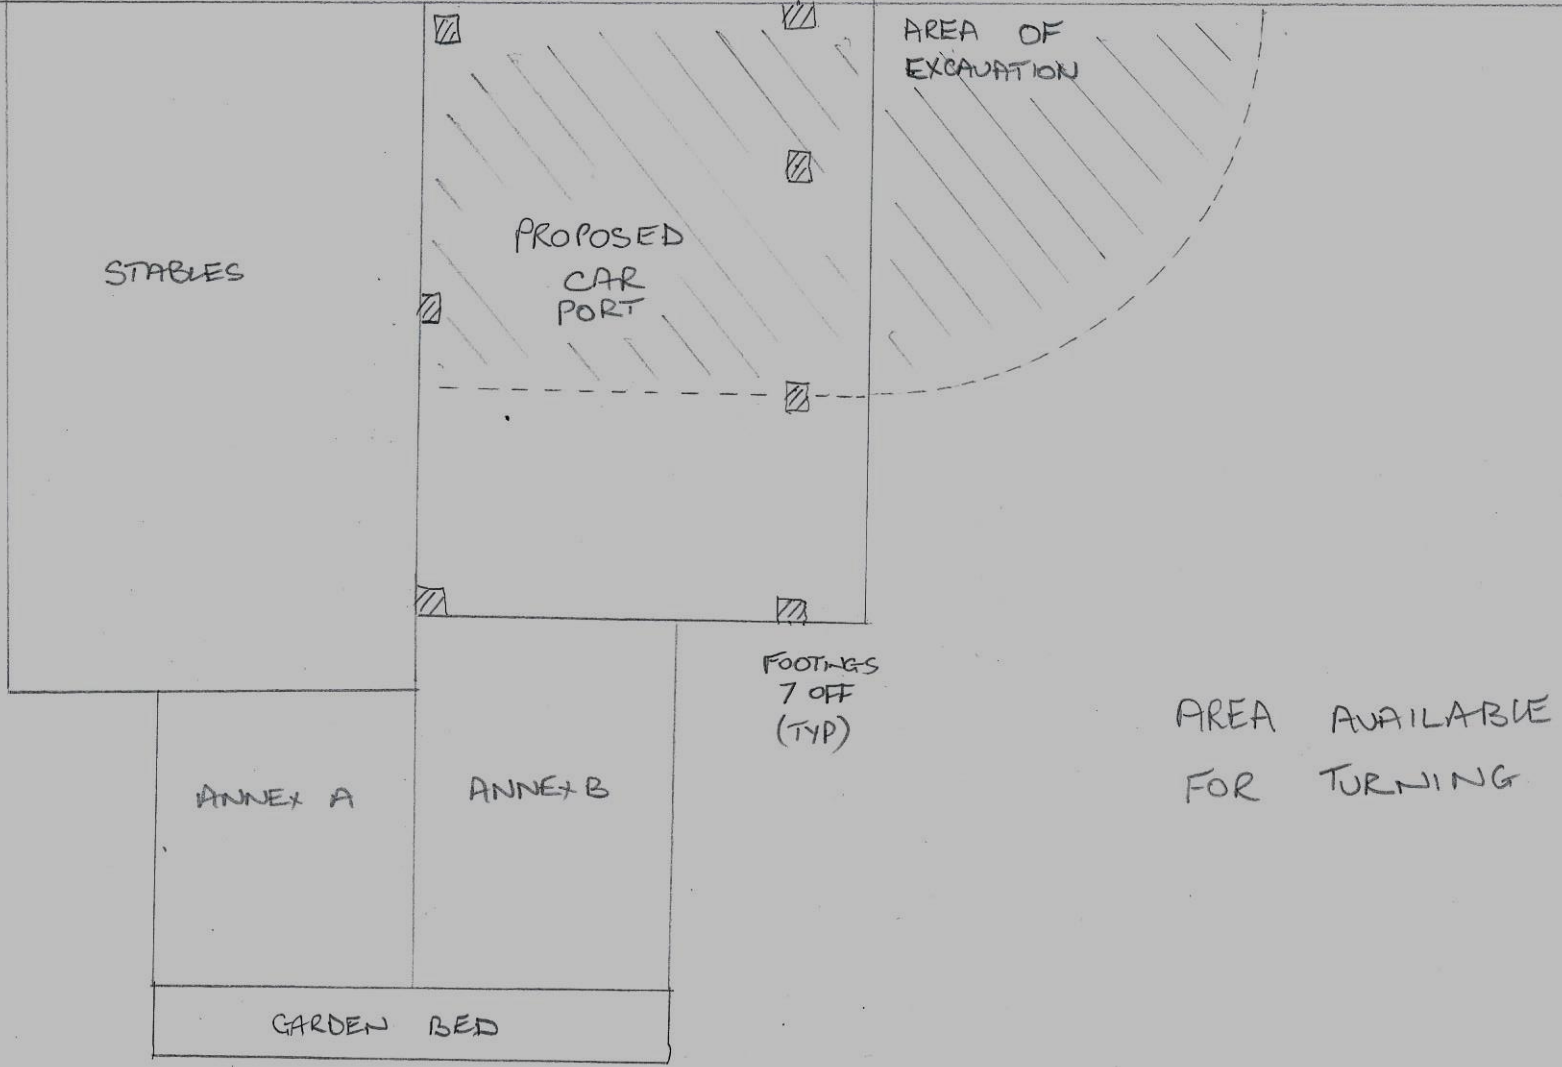 AREA OF
EXCAVATION
STABLES
PROPOSED
CAR
PORT
FOOTINGS
7 OFF
(TYP)
AREA AVAILABLE
FOR TURNING
ANNEX A
ANNEX B
GARDEN BED